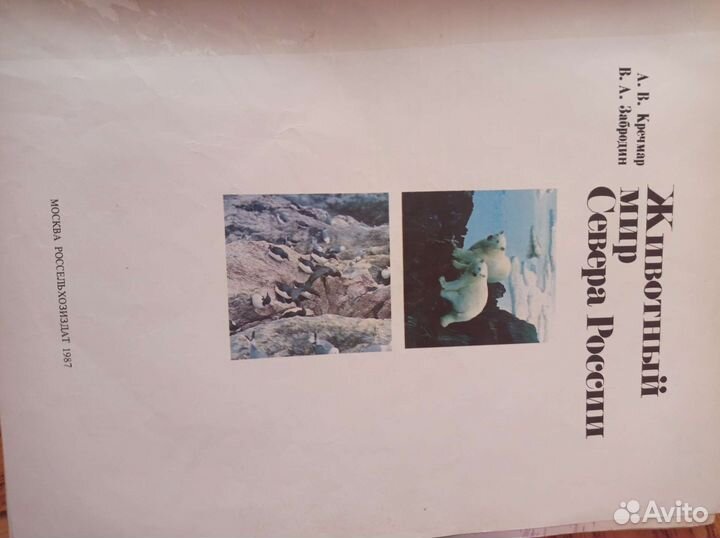 А. В. Кречмар
В. А. Забродин
Животный
мир
Севера России
МОСКВА РОССЕЛЬХОЗИЗДАТ 1987
Avito